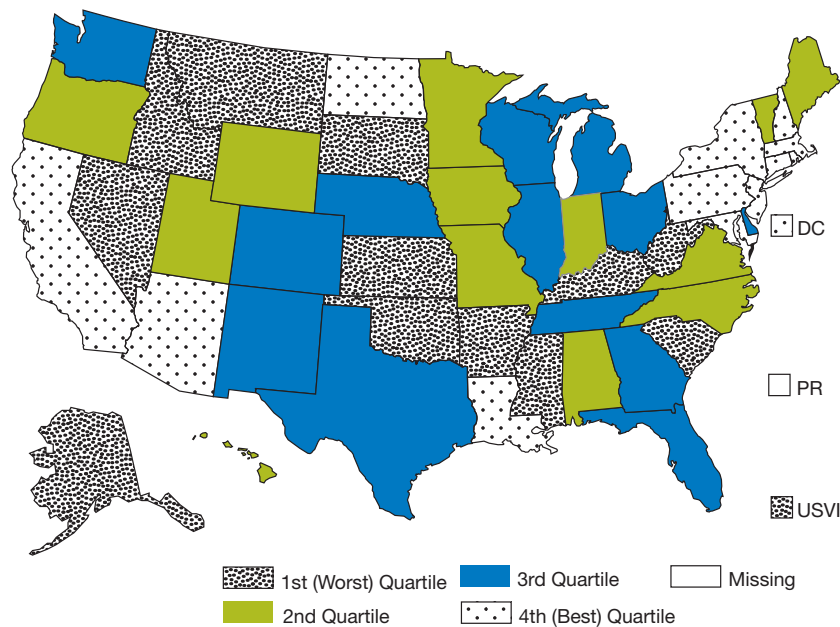 DC
PR
USVI
1st (Worst) Quartile
3rd Quartile
Missing
2nd Quartile
4th (Best) Quartile